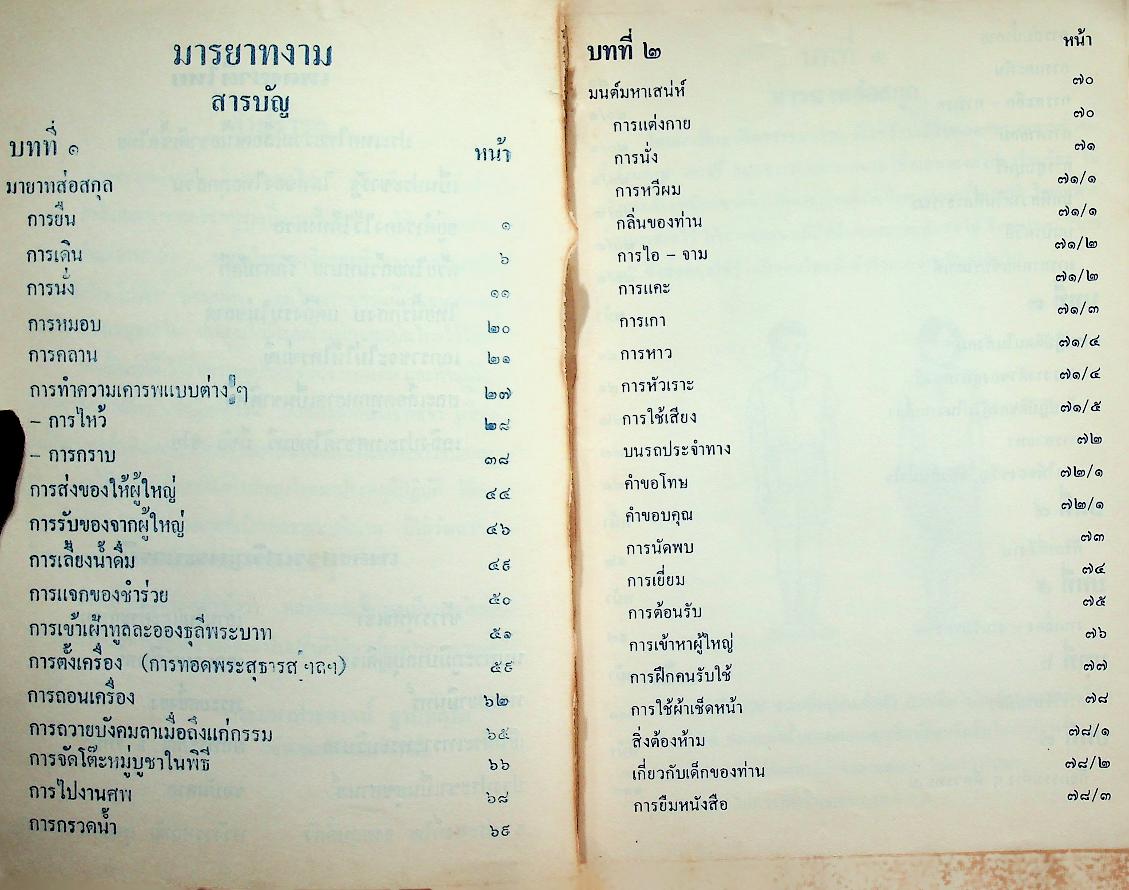 มารยาทงาม
สารบัญ
บทที่ ๑ หน้า
มายาทส่อสกุล
การยืน ๑
การเดิน ๖
การนั่ง ๑๑
การหมอบ ๒๐
การคลาน ๒๑
การทำความเคารพแบบต่าง ๆ ๒๗
– การไหว้ ๒๘
– การกราบ ๓๘
การส่งของให้ผู้ใหญ่ ๔๔
การรับของจากผู้ใหญ่ ๔๖
การเลี้ยงน้ำดื่ม ๔๙
การแจกของชำร่วย ๕๐
การเข้าเฝ้าทูลละอองธุลีพระบาท ๕๑
การตั้งเครื่อง (การทอดพระสุธารส ฯลฯ) ๕๙
การถอนเครื่อง ๖๒
การถวายบังคมลาเมื่อถึงแก่กรรม ๖๕
การจัดโต๊ะหมู่บูชาในพิธี ๖๖
การไปงานศพ ๖๘
การกรวดน้ำ ๖๙
บทที่ ๒ หน้า
มนต์มหาเสน่ห์ ๗๐
การแต่งกาย ๗๐
การนั่ง ๗๑
การหวีผม ๗๑/๑
กลิ่นของท่าน ๗๑/๑
การไอ – จาม ๗๑/๒
การแคะ ๗๑/๒
การเกา ๗๑/๓
การหาว ๗๑/๔
การหัวเราะ ๗๑/๔
การใช้เสียง ๗๑/๕
บนรถประจำทาง ๗๒
คำขอโทษ ๗๒/๑
คำขอบคุณ ๗๒/๑
การนัดพบ ๗๓
การเยี่ยม ๗๔
การต้อนรับ ๗๕
การเข้าหาผู้ใหญ่ ๗๖
การฝึกคนรับใช้ ๗๗
การใช้ผ้าเช็ดหน้า ๗๘
สิ่งต้องห้าม ๗๘/๑
เกี่ยวกับเด็กของท่าน ๗๘/๒
การยืมหนังสือ ๗๘/๓